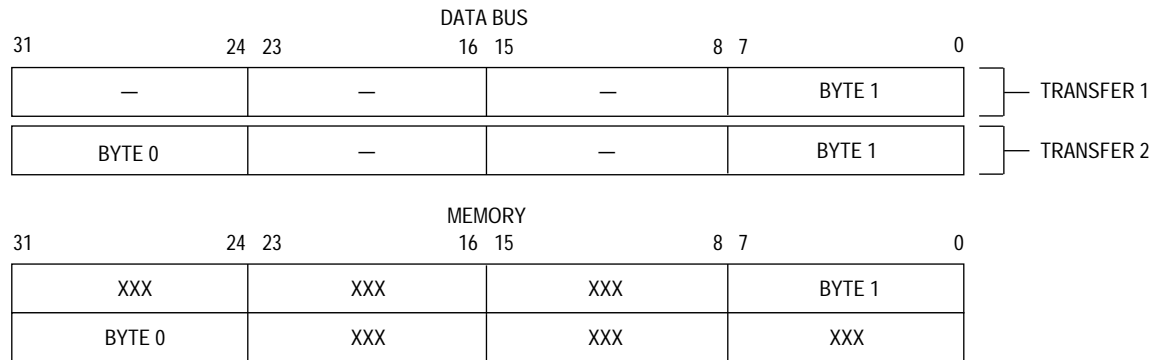 DATA BUS
31 24 23 16 15 8 7 0
— — — BYTE 1 TRANSFER 1
BYTE 0 — — BYTE 1 TRANSFER 2
MEMORY
31 24 23 16 15 8 7 0
XXX XXX XXX BYTE 1
BYTE 0 XXX XXX XXX